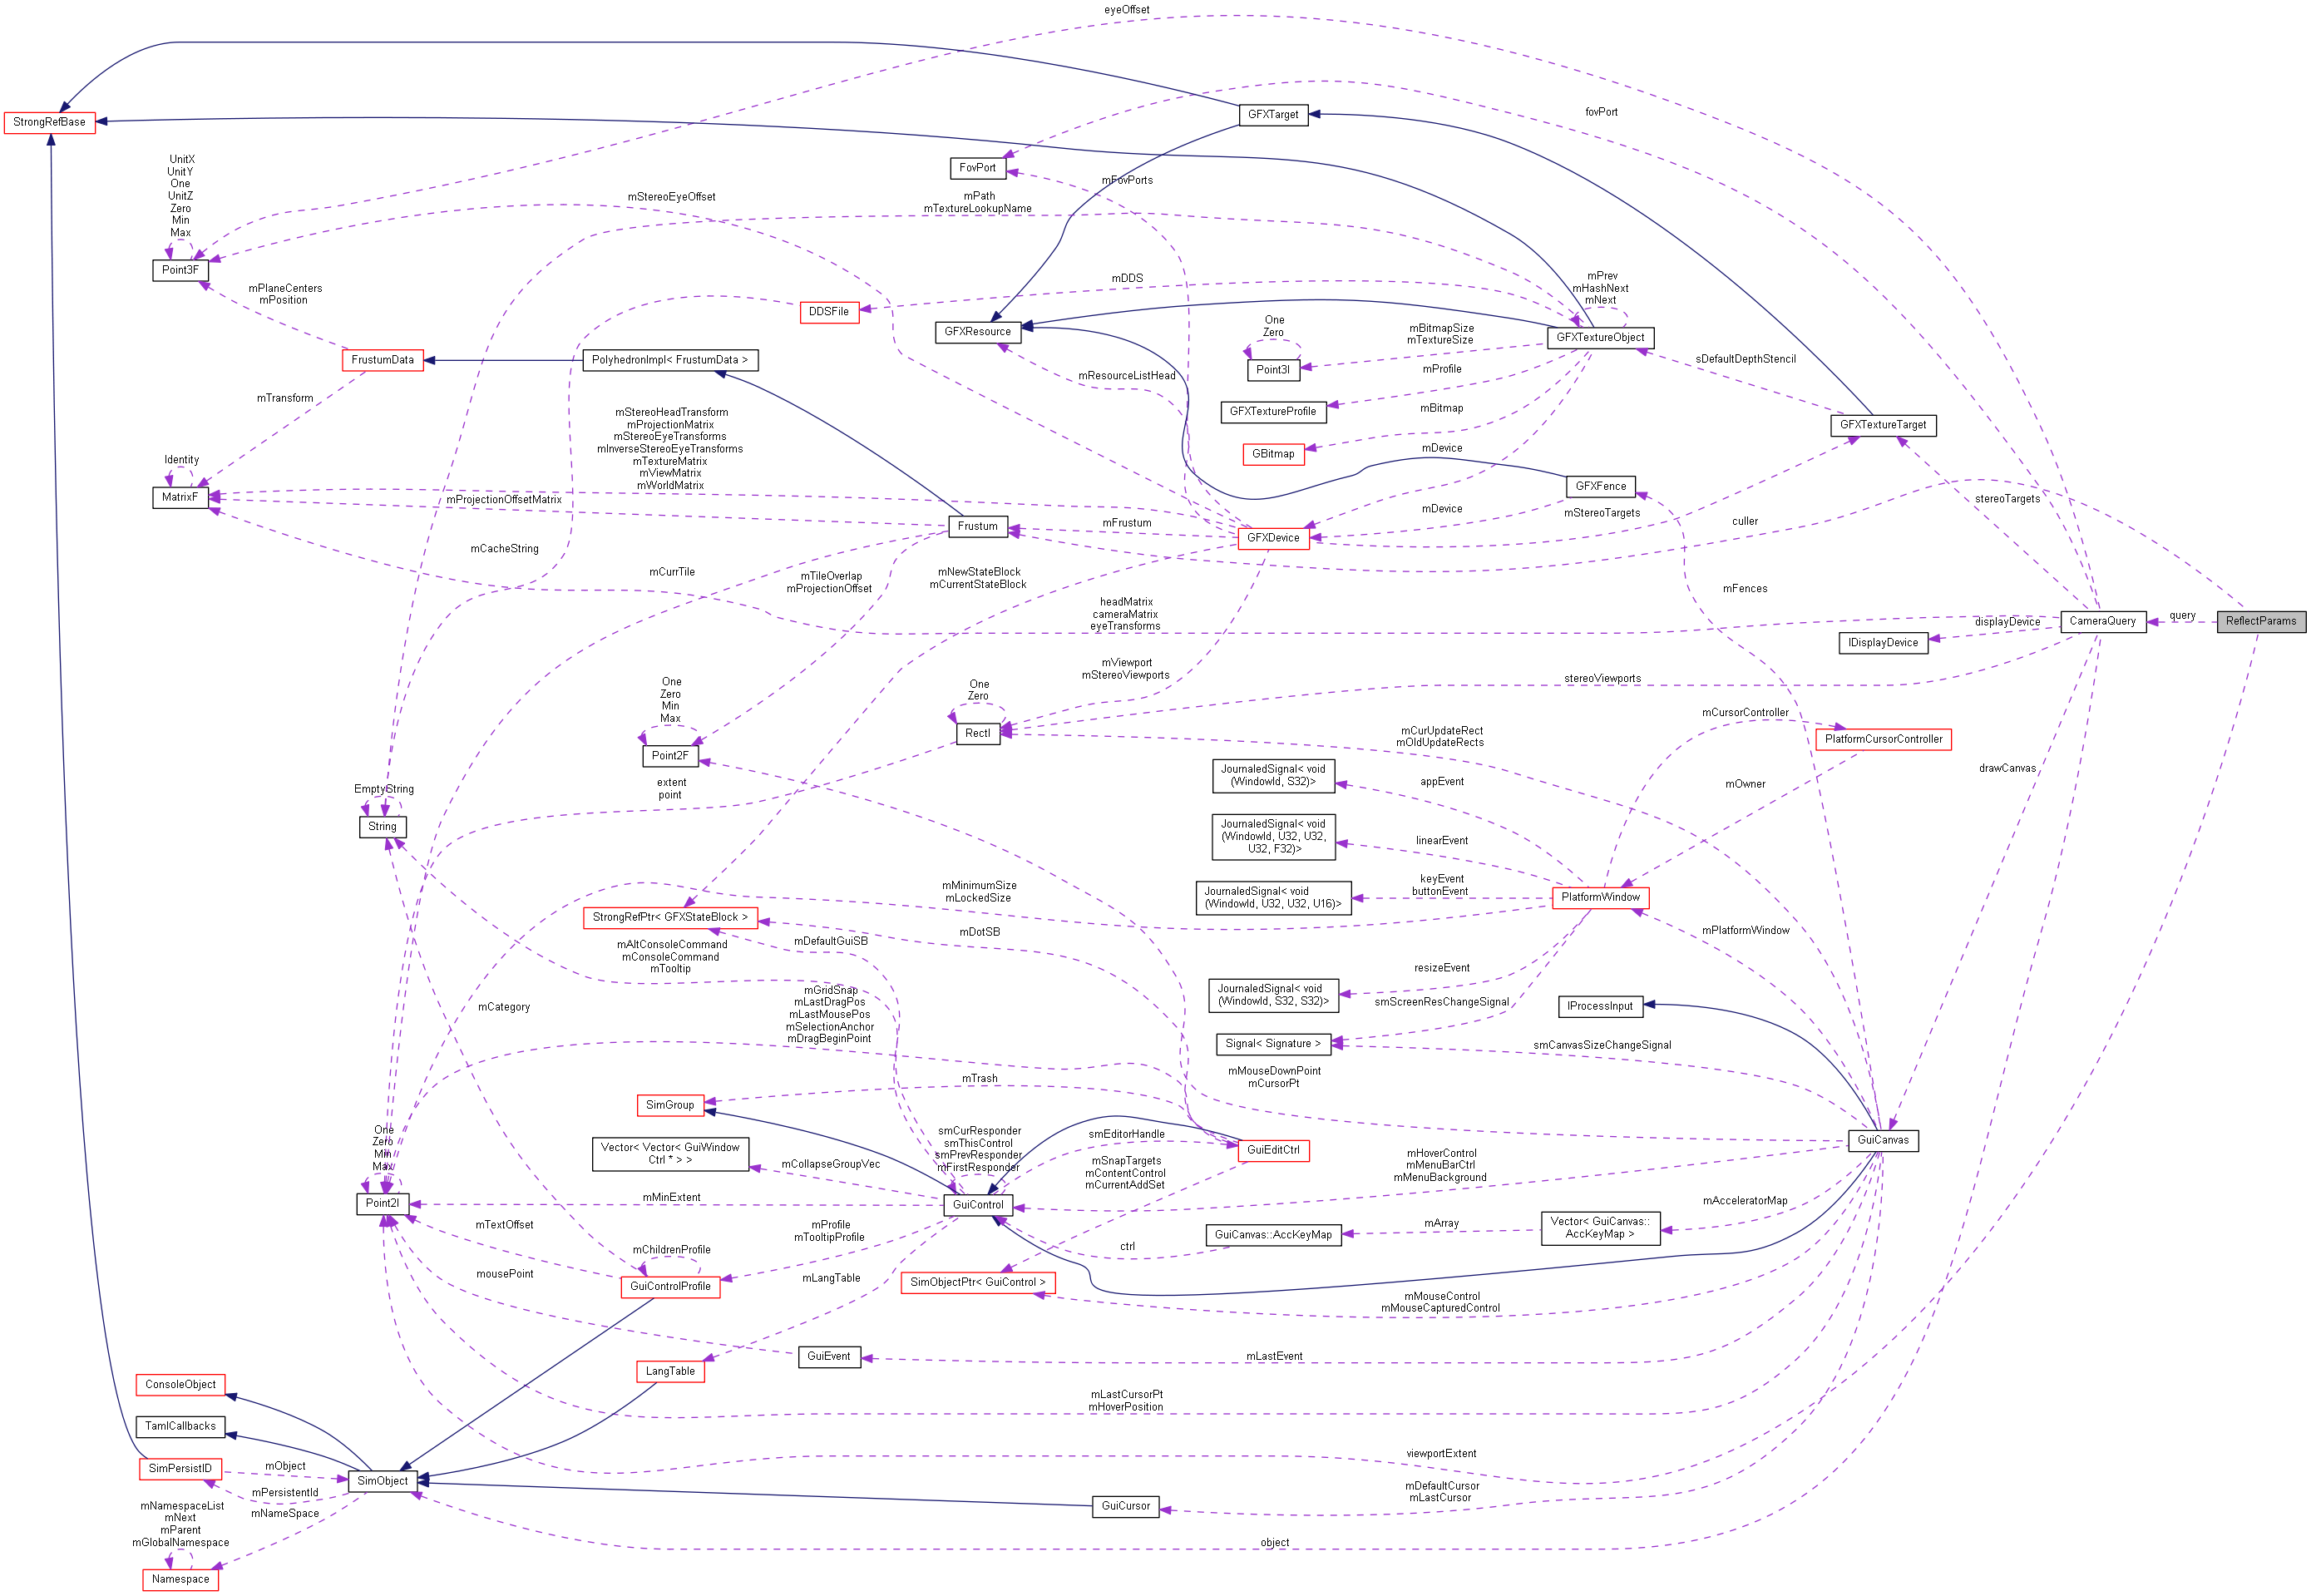 eyeOffset
fovPort
GFXTarget
StrongRefBase
FovPort
mFovPorts
UnitX
UnitY
One
UnitZ
Zero
Min
Max
mStereoEyeOffset
mPath
mTextureLookupName
Point3F
mPlaneCenters
mPosition
mDDS
mPrev
mHashNext
mNext
DDSFile
GFXResource
One
Zero
mBitmapSize
mTextureSize
GFXTextureObject
FrustumData
PolyhedronImpl< FrustumData >
mResourceListHead
Point3I
mProfile
sDefaultDepthStencil
mTransform
GFXTextureProfile
mBitmap
GFXTextureTarget
mStereoHeadTransform
mProjectionMatrix
mStereoEyeTransforms
mInverseStereoEyeTransforms
mTextureMatrix
mViewMatrix
mWorldMatrix
Identity
GBitmap
mDevice
MatrixF
mProjectionOffsetMatrix
GFXFence
stereoTargets
Frustum
mFrustum
GFXDevice
mDevice
mStereoTargets
culler
mCacheString
mCurrTile
mTileOverlap
mProjectionOffset
mNewStateBlock
mCurrentStateBlock
mFences
headMatrix
cameraMatrix
eyeTransforms
displayDevice
CameraQuery
query
ReflectParams
IDisplayDevice
mViewport
mStereoViewports
stereoViewports
One
Zero
Min
Max
One
Zero
RectI
Point2F
mCurUpdateRect
mOldUpdateRects
mCursorController
PlatformCursorController
extent
point
JournaledSignal< void
(WindowId, S32)>
appEvent
mOwner
drawCanvas
EmptyString
String
JournaledSignal< void
(WindowId, U32, U32,
U32, F32)>
linearEvent
mMinimumSize
mLockedSize
JournaledSignal< void
(WindowId, U32, U32, U16)>
keyEvent
buttonEvent
PlatformWindow
StrongRefPtr< GFXStateBlock >
mDotSB
mPlatformWindow
mAltConsoleCommand
mConsoleCommand
mTooltip
mDefaultGuiSB
resizeEvent
JournaledSignal< void
(WindowId, S32, S32)>
smScreenResChangeSignal
IProcessInput
mCategory
mGridSnap
mLastDragPos
mLastMousePos
mSelectionAnchor
mDragBeginPoint
Signal< Signature >
smCanvasSizeChangeSignal
mMouseDownPoint
mCursorPt
mTrash
SimGroup
One
Zero
Min
Max
Point2I
Vector< Vector< GuiWindow
Ctrl * > >
mCollapseGroupVec
smCurResponder
smThisControl
smPrevResponder
mFirstResponder
smEditorHandle
GuiEditCtrl
GuiCanvas
mMinExtent
GuiControl
mSnapTargets
mContentControl
mCurrentAddSet
mHoverControl
mMenuBarCtrl
mMenuBackground
mAcceleratorMap
mTextOffset
mProfile
mTooltipProfile
mArray
Vector< GuiCanvas::
AccKeyMap >
GuiCanvas::AccKeyMap
ctrl
mChildrenProfile
GuiControlProfile
mousePoint
mLangTable
SimObjectPtr< GuiControl >
mMouseControl
mMouseCapturedControl
GuiEvent
mLastEvent
LangTable
ConsoleObject
mLastCursorPt
mHoverPosition
TamlCallbacks
viewportExtent
SimPersistID
mObject
SimObject
mPersistentId
mNameSpace
mDefaultCursor
mLastCursor
GuiCursor
mNamespaceList
mNext
mParent
mGlobalNamespace
object
Namespace